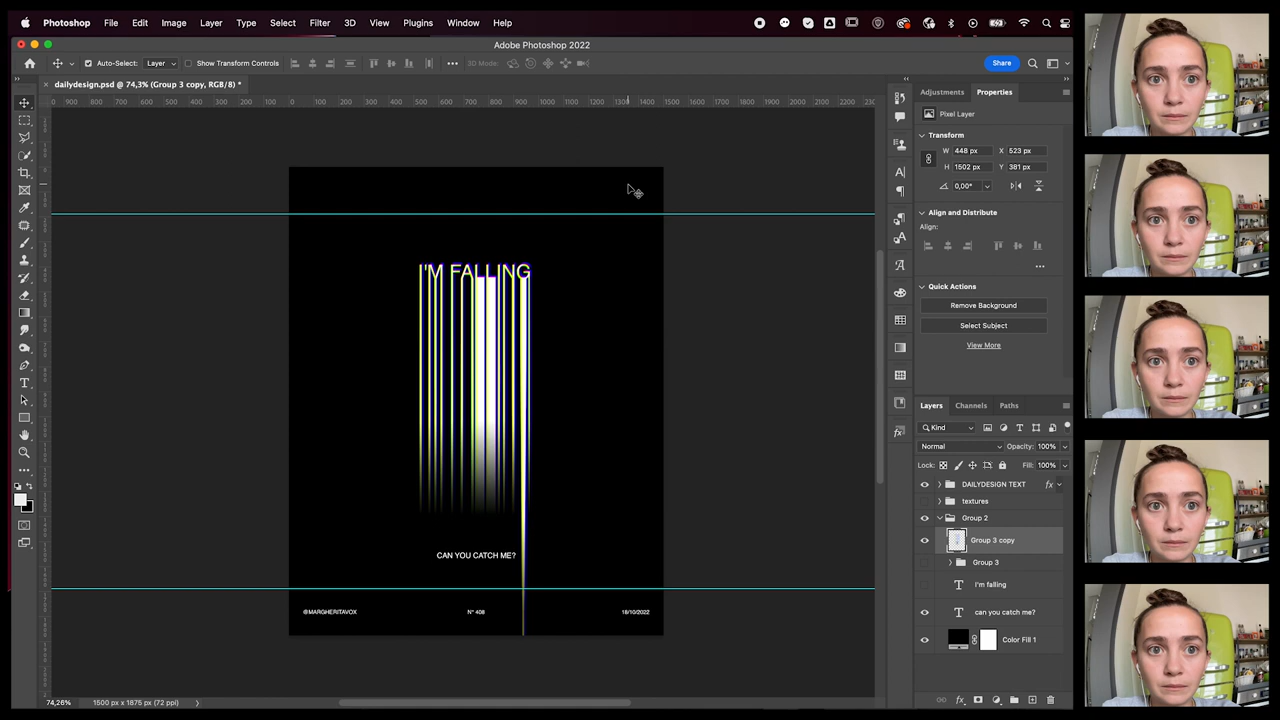 Photoshop File Edit Image Layer Type Select Filter 3D View Plugins Window Help
Adobe Photoshop 2022
Auto-Select: Layer Show Transform Controls 3D Mode: Share
dailydesign.psd @ 74,3% (Group 3 copy, RGB/8) *
Adjustments Properties
Pixel Layer
Transform
W 448 px X 523 px
H 1502 px Y 381 px
0,00°
Align and Distribute
Align:
Quick Actions
Remove Background
Select Subject
View More
I'M FALLING
CAN YOU CATCH ME?
@MARGHERITAVOX N° 408 18/10/2022
Layers Channels Paths
Kind
Normal Opacity: 100%
Lock: Fill: 100%
DAILYDESIGN TEXT fx
textures
Group 2
Group 3 copy
Group 3
T I'm falling
T can you catch me?
Color Fill 1
74,26% 1500 px x 1875 px (72 ppi)